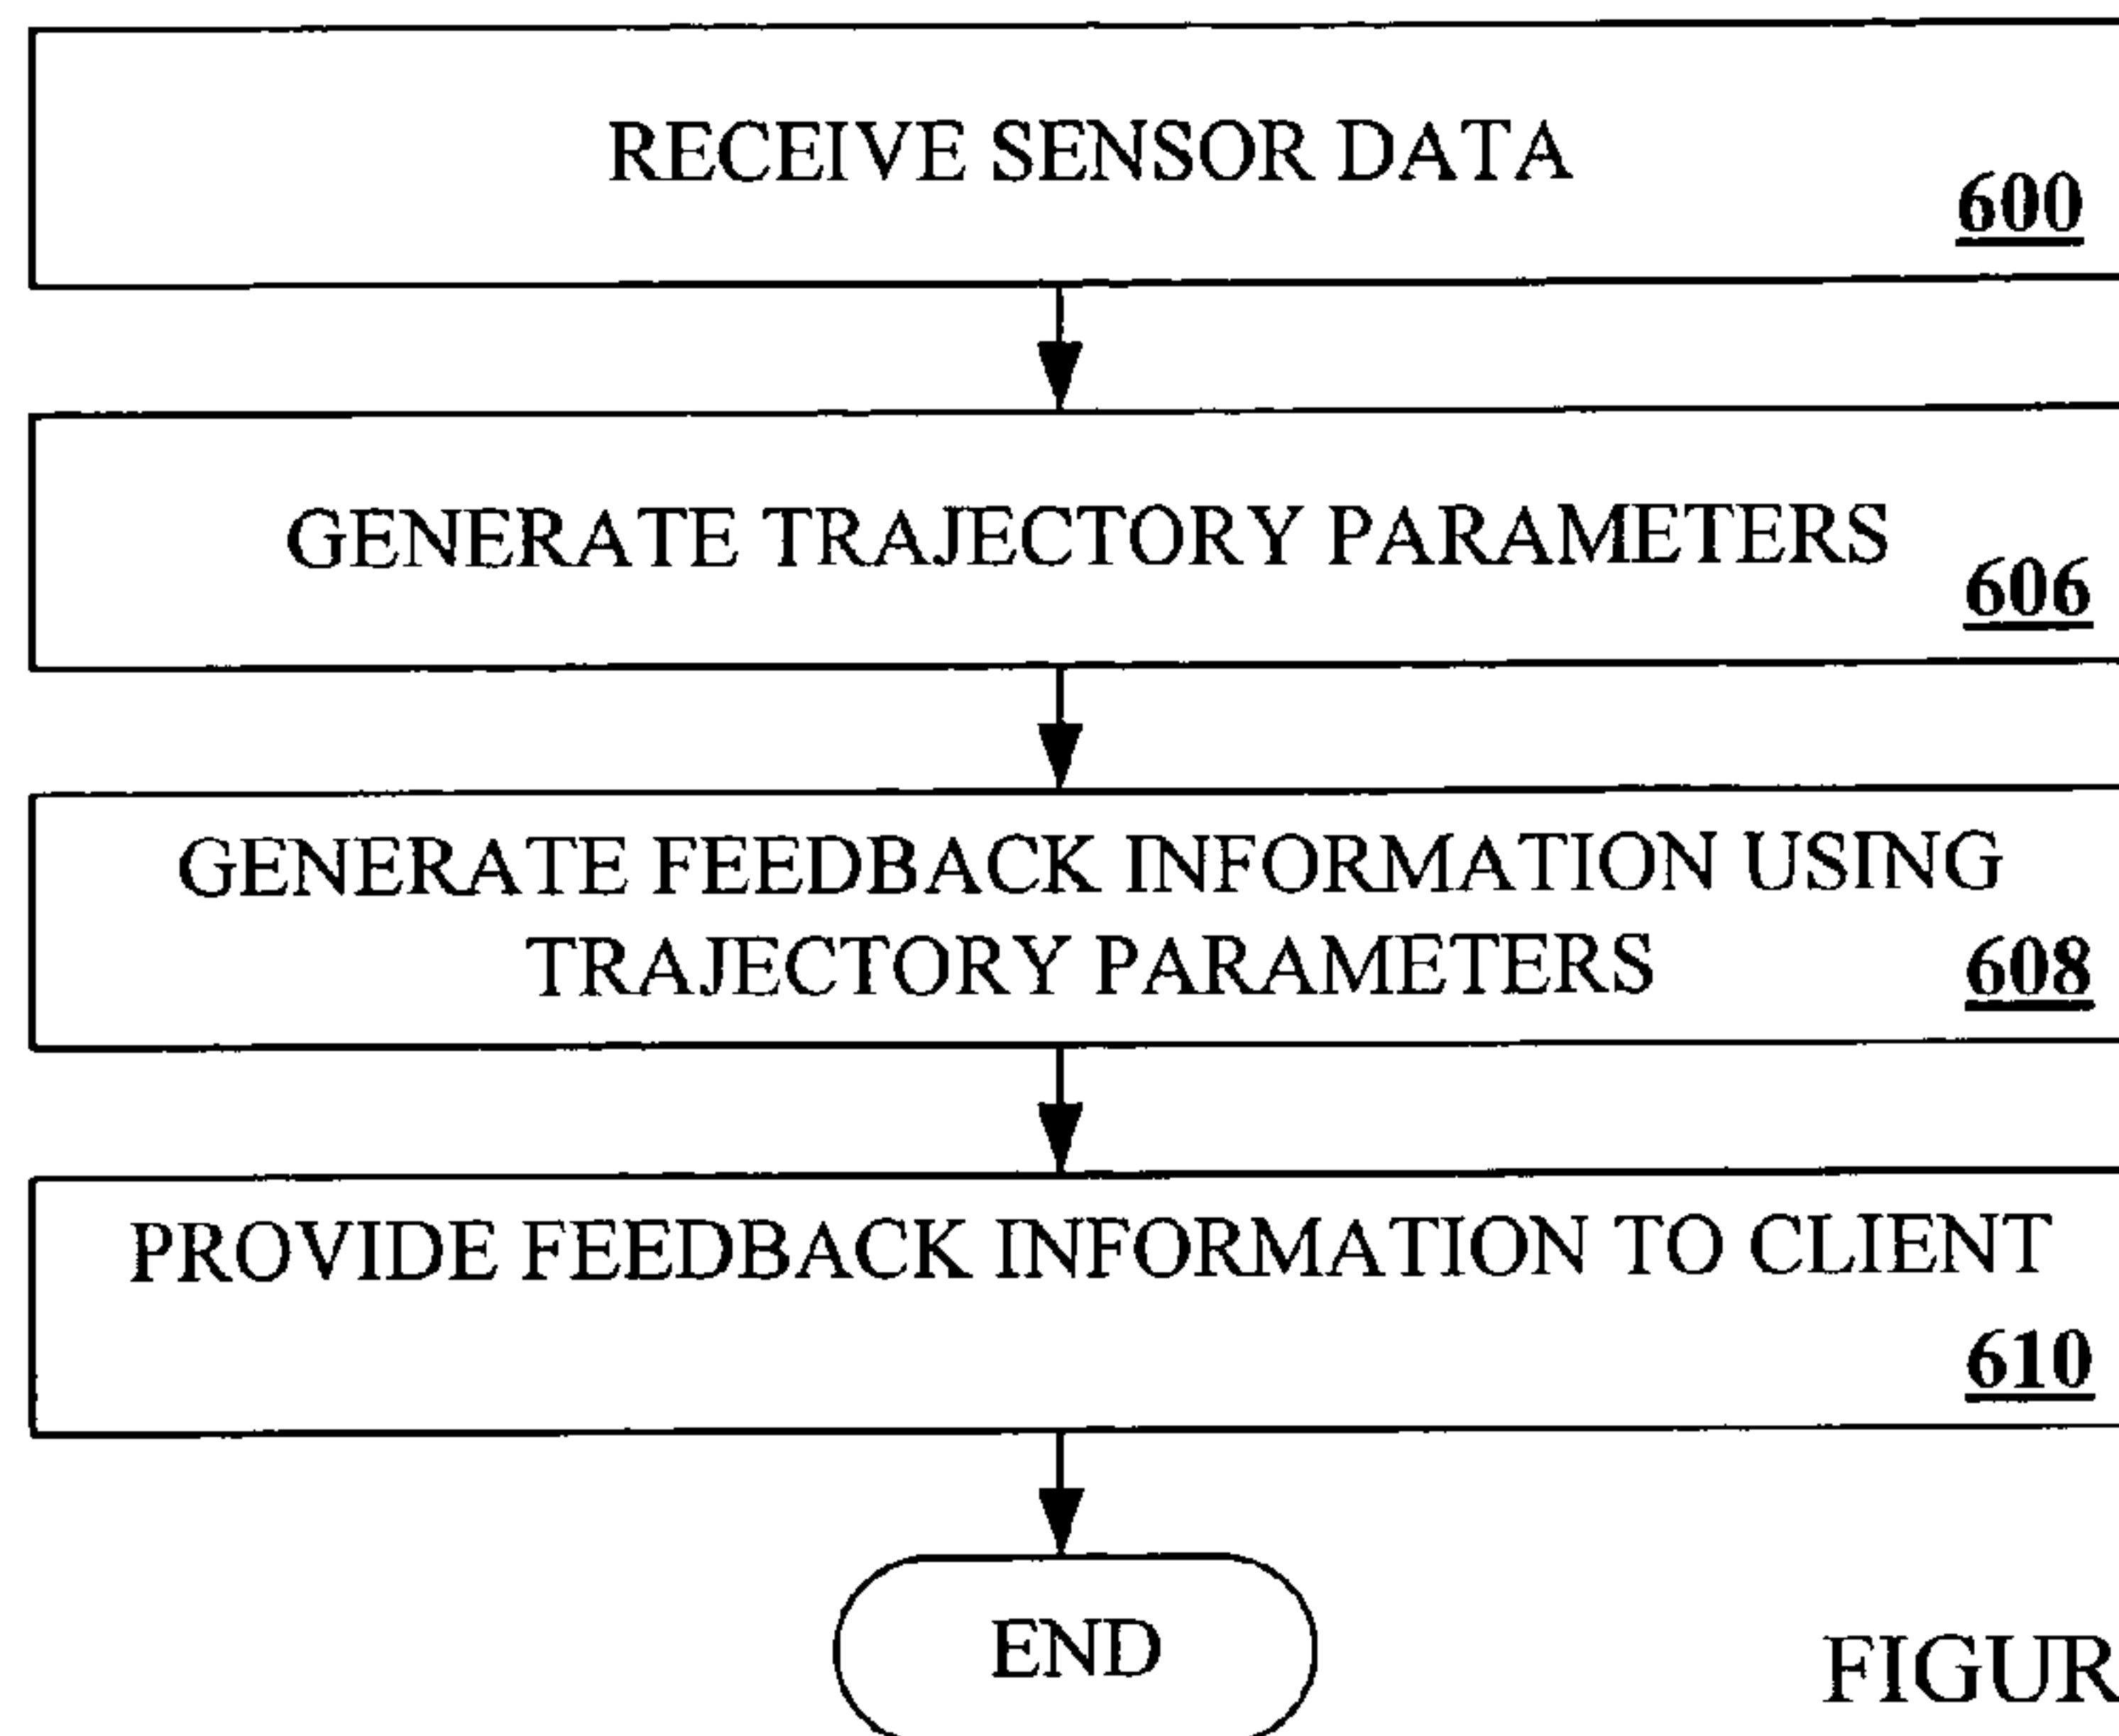 RECEIVE SENSOR DATA
600
GENERATE TRAJECTORY PARAMETERS
606
GENERATE FEEDBACK INFORMATION USING
TRAJECTORY PARAMETERS
608
PROVIDE FEEDBACK INFORMATION TO CLIENT
610
END
FIGUR